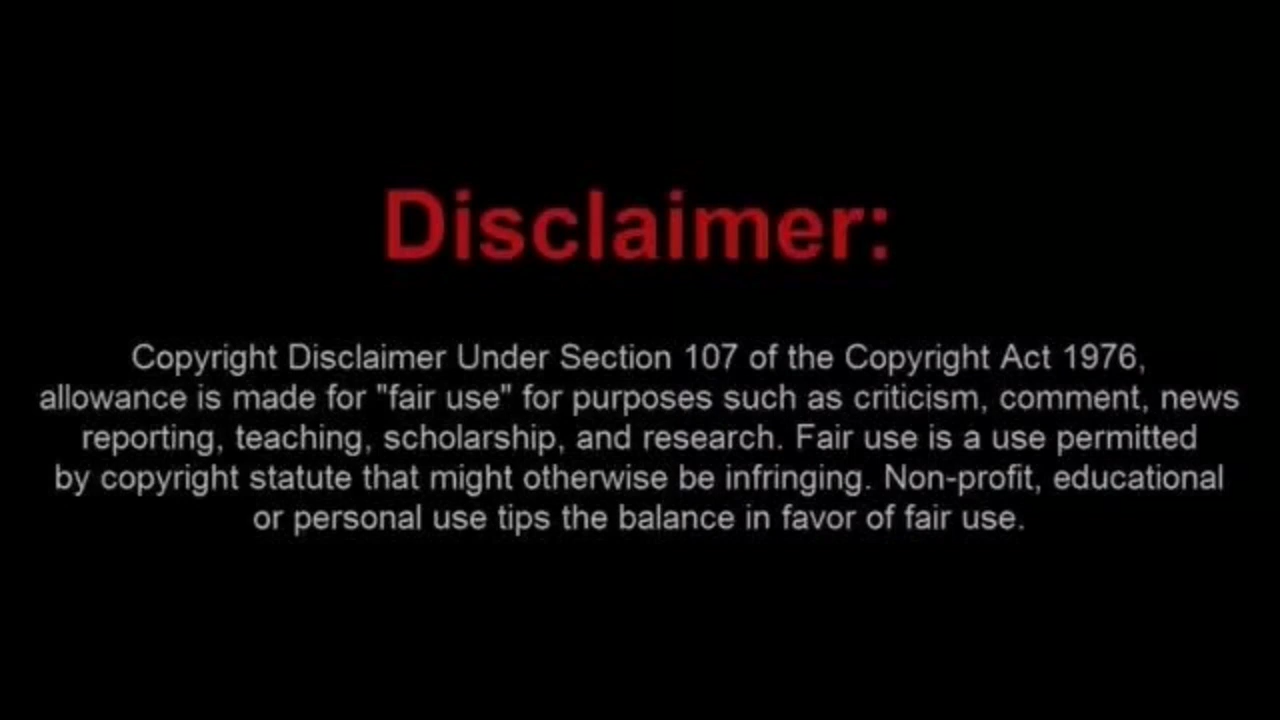 Disclaimer:
Copyright Disclaimer Under Section 107 of the Copyright Act 1976,
allowance is made for "fair use" for purposes such as criticism, comment, news
reporting, teaching, scholarship, and research. Fair use is a use permitted
by copyright statute that might otherwise be infringing. Non-profit, educational
or personal use tips the balance in favor of fair use.